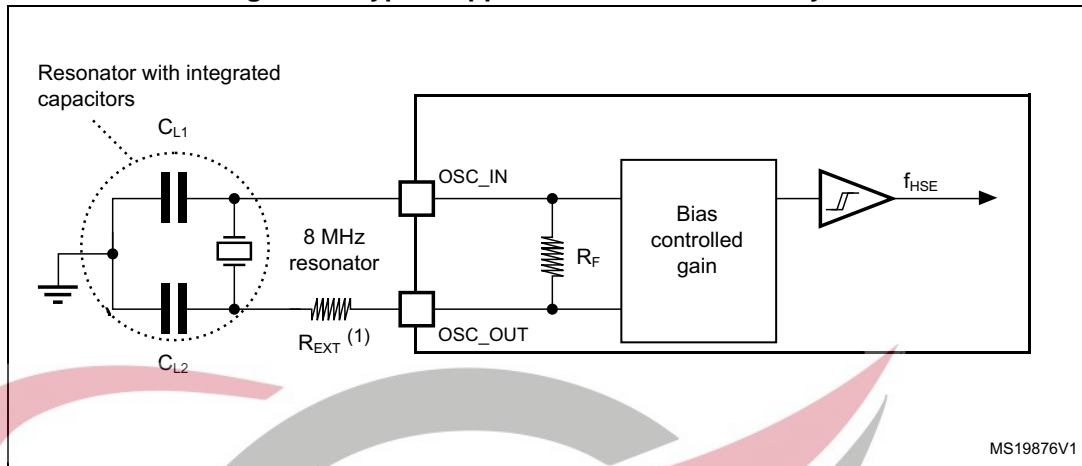 Resonator with integrated
capacitors
CL1
OSC_IN
fHSE
8 MHz
resonator
RF
Bias
controlled
gain
REXT (1)
OSC_OUT
CL2
MS19876V1